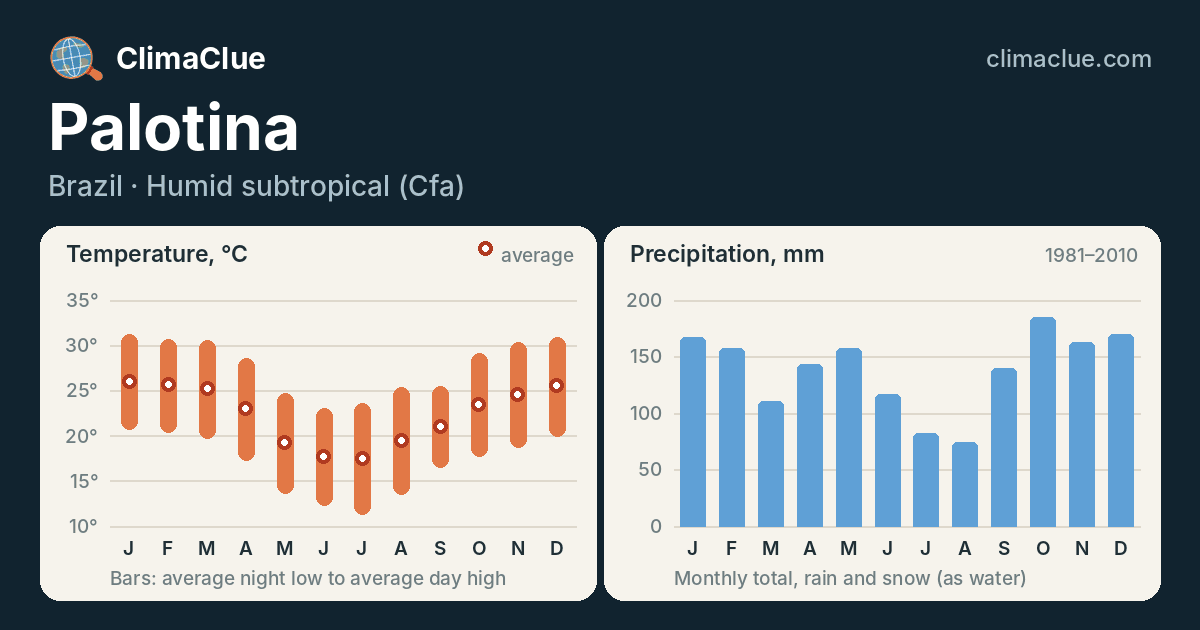 ClimaClue
climaclue.com
Palotina
Brazil · Humid subtropical (Cfa)
Temperature, °C
average
35°
30°
25°
20°
15°
10°
J F M A M J J A S O N D
Bars: average night low to average day high
Precipitation, mm
1981–2010
200
150
100
50
0
J F M A M J J A S O N D
Monthly total, rain and snow (as water)